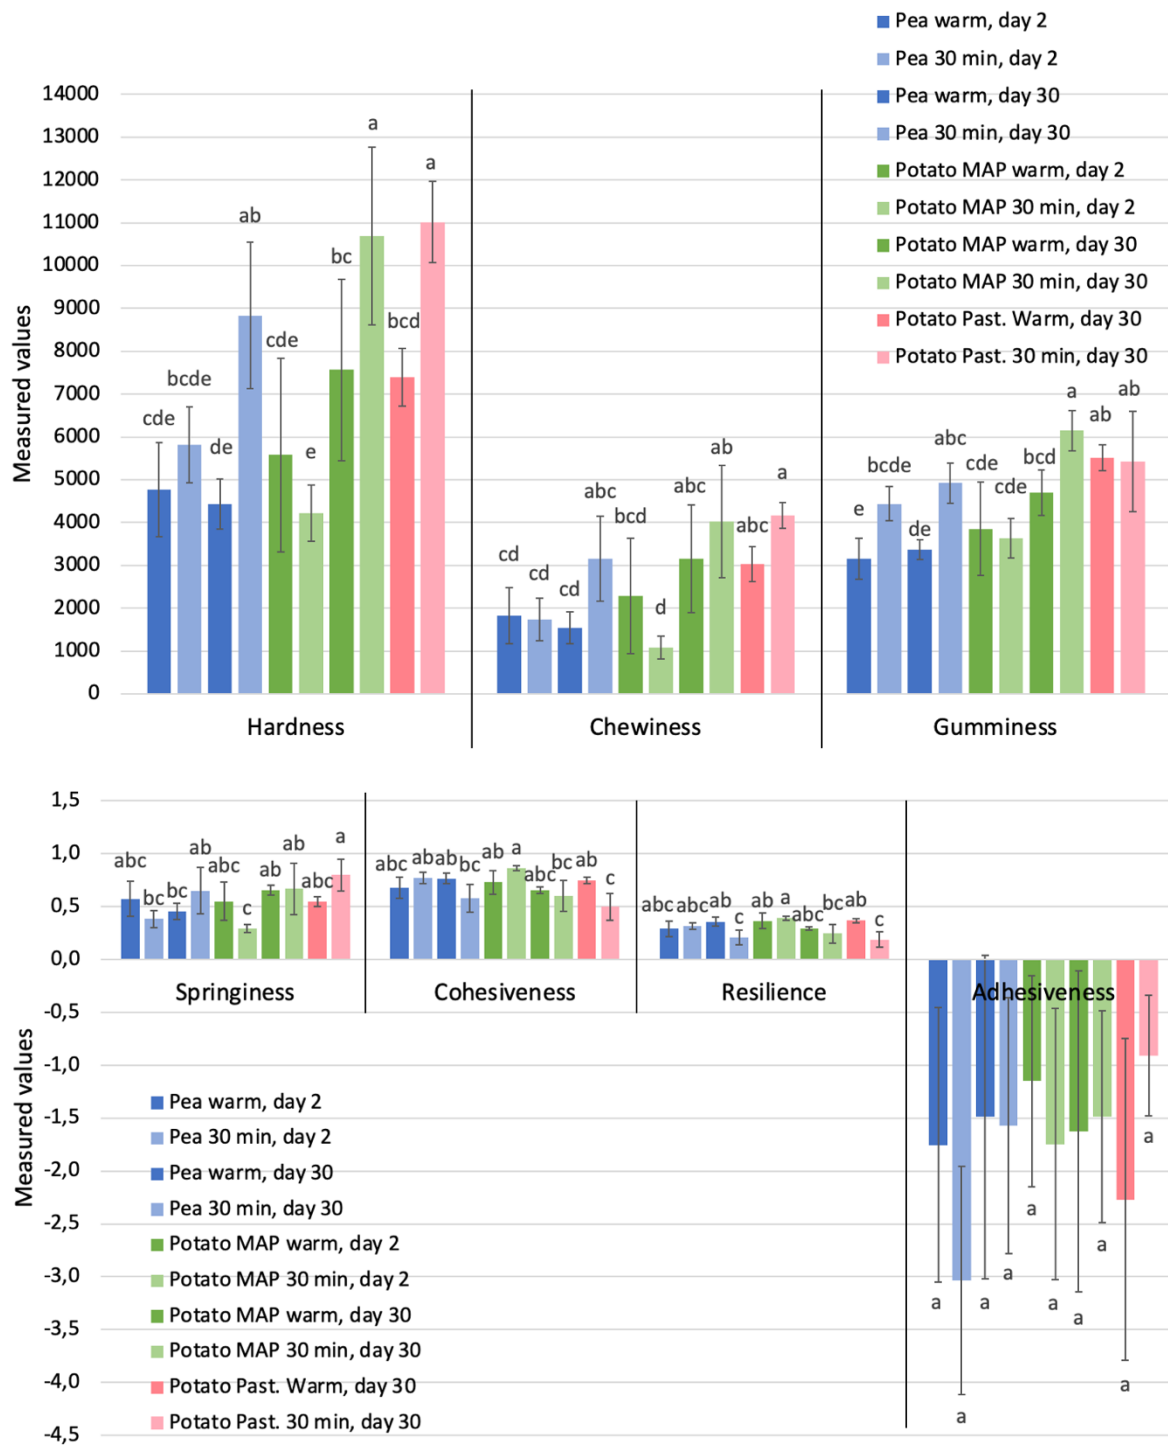 Pea warm, day 2
Pea 30 min, day 2
Pea warm, day 30
Pea 30 min, day 30
Potato MAP warm, day 2
Potato MAP 30 min, day 2
Potato MAP warm, day 30
Potato MAP 30 min, day 30
Potato Past. Warm, day 30
Potato Past. 30 min, day 30
Measured values
14000
13000
12000
11000
10000
9000
8000
7000
6000
5000
4000
3000
2000
1000
0
cde bcde de ab cde e bc a bcd a
cd cd cd abc bcd d abc ab abc a
e bcde de abc cde cde bcd a ab ab
Hardness Chewiness Gumminess
Measured values
1,5
1,0
0,5
0,0
-0,5
-1,0
-1,5
-2,0
-2,5
-3,0
-3,5
-4,0
-4,5
abc bc bc ab abc c ab ab abc a
abc ab ab bc ab a abc bc ab c
abc abc ab c ab a abc bc ab c
Springiness Cohesiveness Resilience Adhesiveness
a a a a a a a a a a
Pea warm, day 2
Pea 30 min, day 2
Pea warm, day 30
Pea 30 min, day 30
Potato MAP warm, day 2
Potato MAP 30 min, day 2
Potato MAP warm, day 30
Potato MAP 30 min, day 30
Potato Past. Warm, day 30
Potato Past. 30 min, day 30